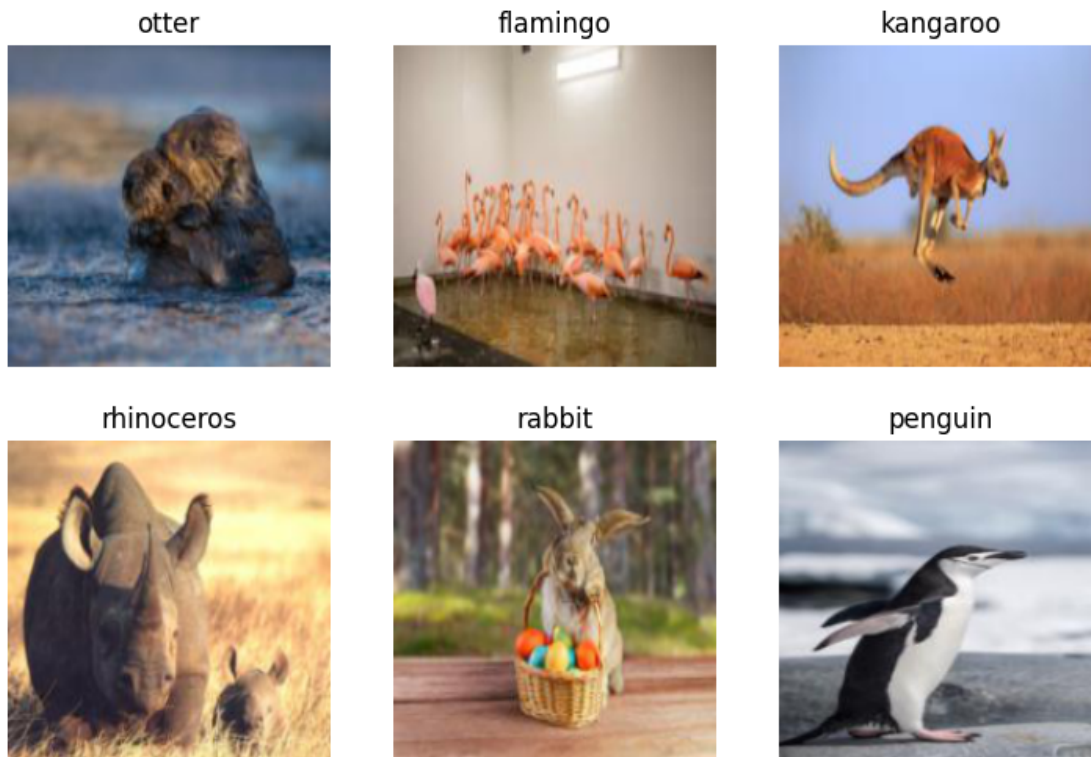 otter
flamingo
kangaroo
rhinoceros
rabbit
penguin